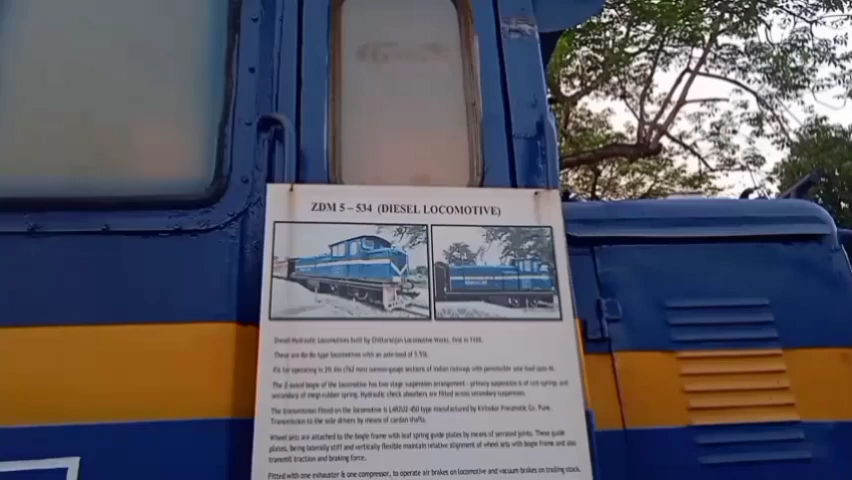 ZDM 5 – 534 (DIESEL LOCOMOTIVE)
Diesel Hydraulic Locomotives built by Chittaranjan Locomotive Works, first in 1988.
These are Bo-Bo type locomotives with an axle-load of 5.5t.
Fit for operating in 2ft 6in (762 mm) narrow-gauge sections of Indian railways with permissible axle load upto 6t.
The 2-axled bogie of the locomotive has two stage suspension arrangement - primary suspension is of coil springs and
secondary of megi-rubber spring. Hydraulic shock absorbers are fitted across secondary suspension.
The transmission fitted on the locomotive is type manufactured by Kirloskar Pneumatic Co. Pune.
Transmission to the axle drivers by means of cardan shafts.
Wheel sets are attached to the bogie frame with leaf spring guide plates by means of serrated joints. These guide
plates, being laterally stiff and vertically flexible maintain relative alignment of wheel sets with bogie frame and also
transmit traction and braking force.
Fitted with one exhauster & one compressor, to operate air brakes on locomotive and vacuum brakes on trailing stock.